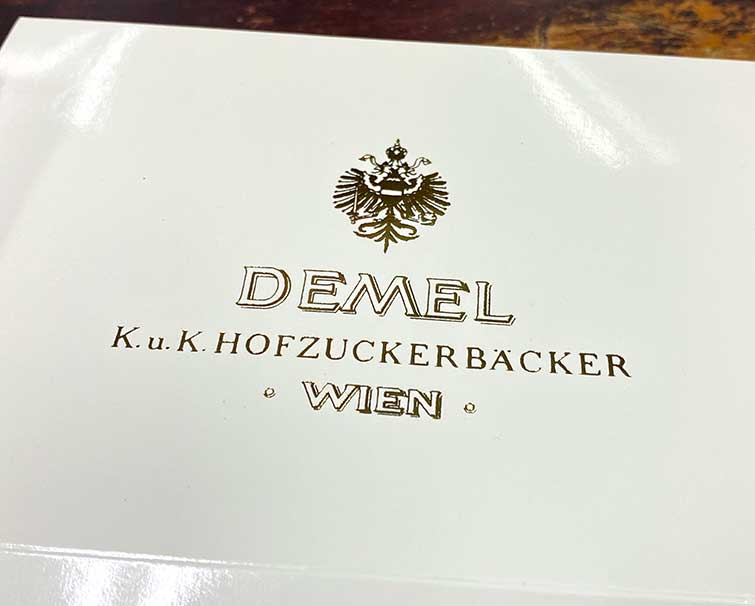 DEMEL
K.u.K.HOFZUCKERBÄCKER
· WIEN ·